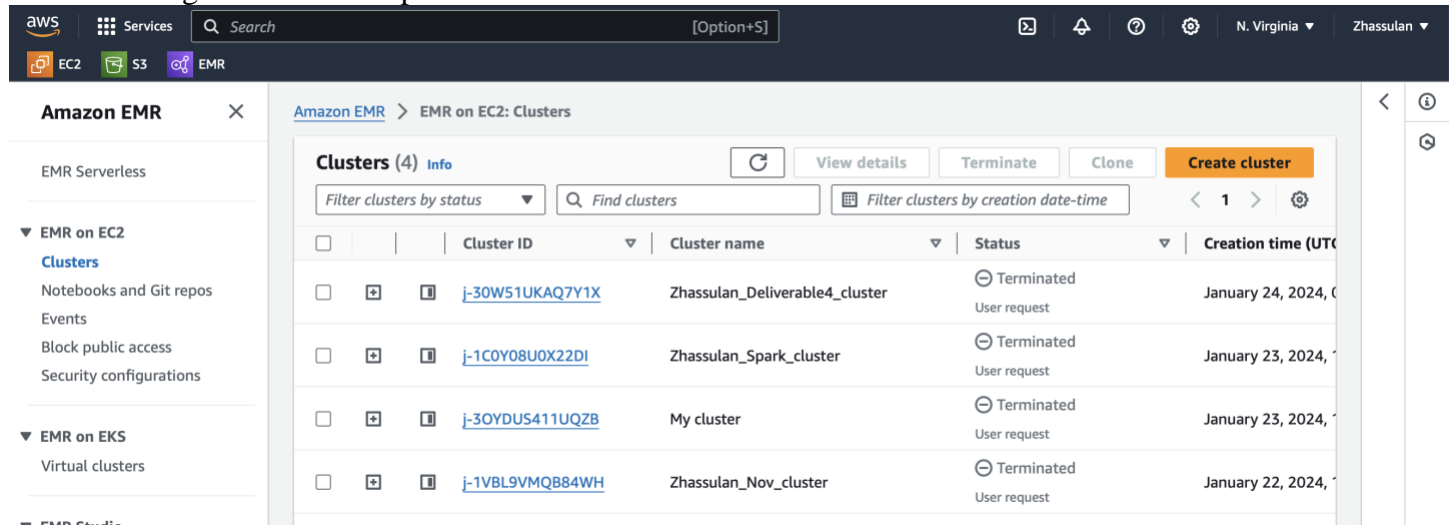 aws Services Search [Option+S] N. Virginia ▼ Zhassulan ▼
EC2 S3 EMR
Amazon EMR
EMR Serverless
EMR on EC2
Clusters
Notebooks and Git repos
Events
Block public access
Security configurations
EMR on EKS
Virtual clusters
EMR Studio
Amazon EMR > EMR on EC2: Clusters
Clusters (4) Info View details Terminate Clone Create cluster
Filter clusters by status Find clusters Filter clusters by creation date-time < 1 >
Cluster ID Cluster name Status Creation time (UTC
j-30W51UKAQ7Y1X Zhassulan_Deliverable4_cluster Terminated January 24, 2024,
User request
j-1C0Y08U0X22DI Zhassulan_Spark_cluster Terminated January 23, 2024,
User request
j-3OYDUS411UQZB My cluster Terminated January 23, 2024,
User request
j-1VBL9VMQB84WH Zhassulan_Nov_cluster Terminated January 22, 2024,
User request